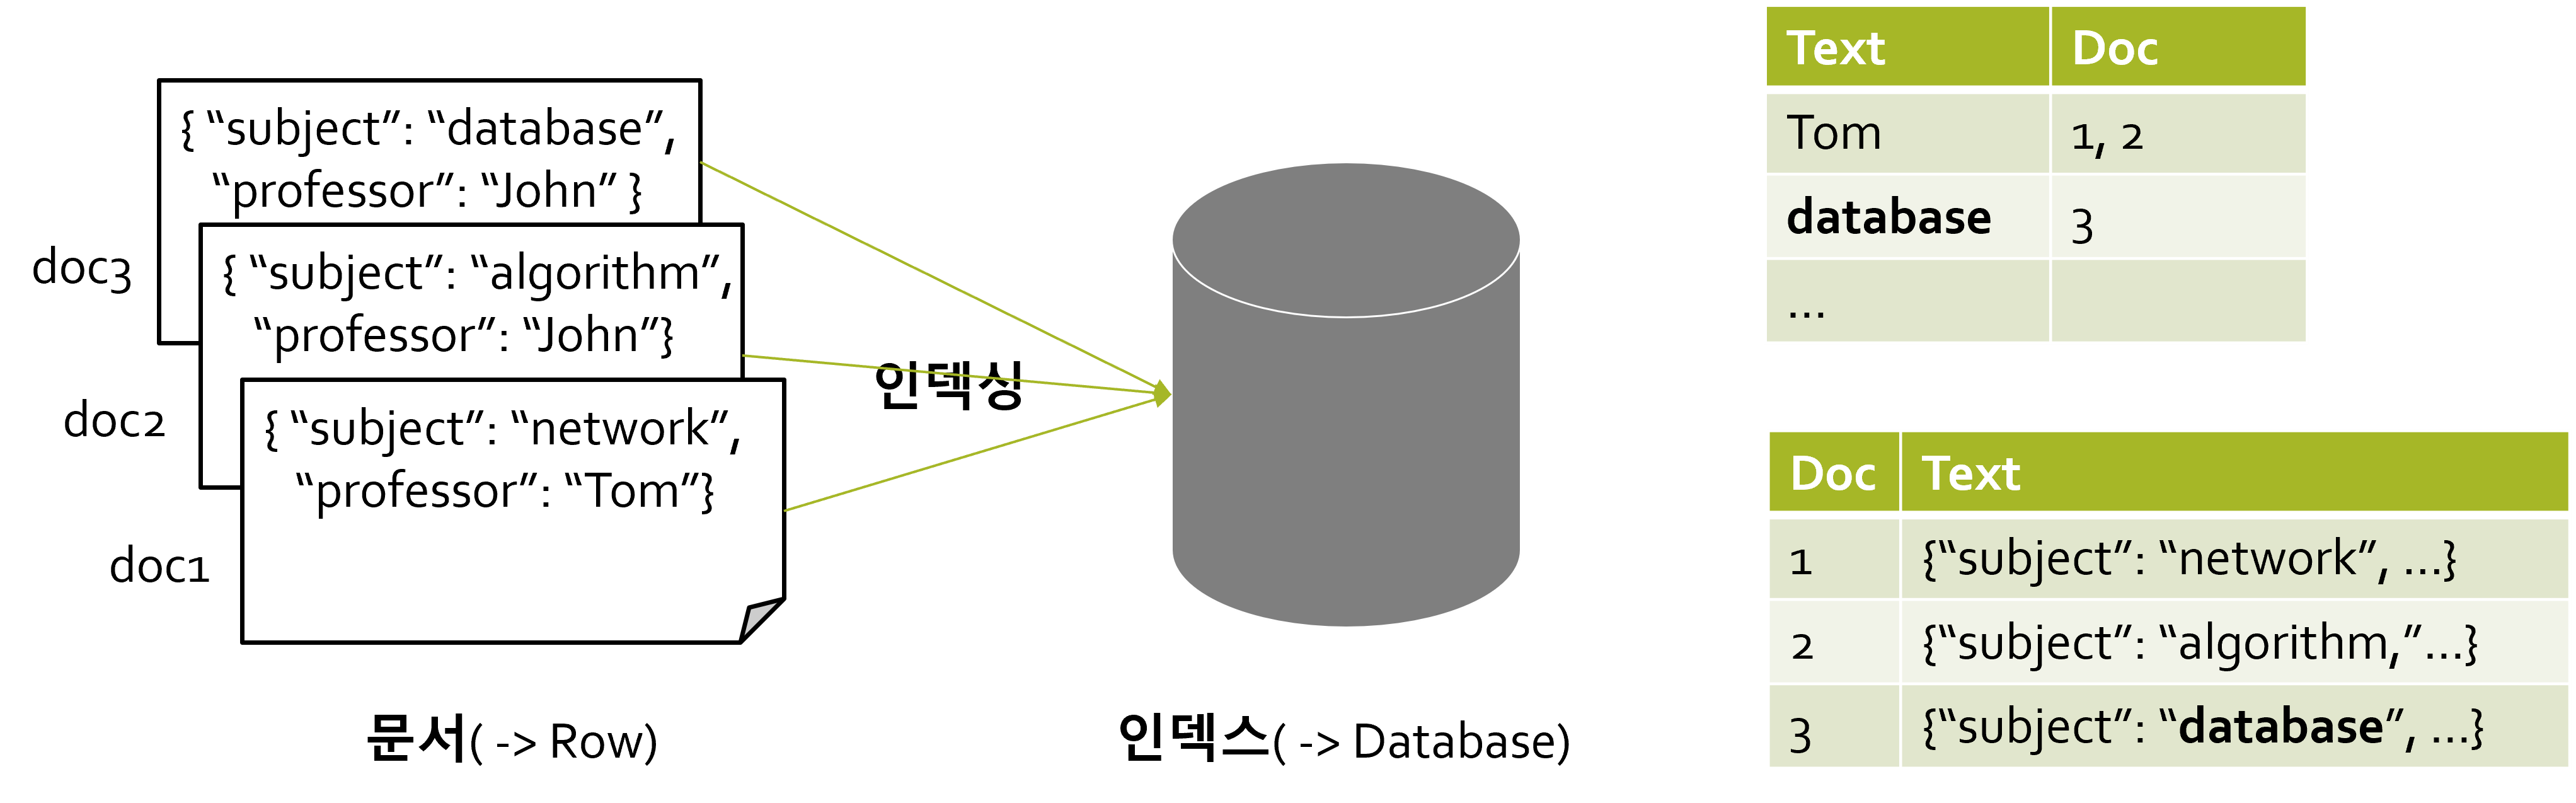 { “subject”: “database”,
“professor”: “John” }
doc3
{ “subject”: “algorithm”,
“professor”: “John”}
doc2
{ “subject”: “network”,
“professor”: “Tom”}
doc1
문서( -> Row)
인덱싱
인덱스( -> Database)
Text Doc
Tom 1, 2
database 3
...
Doc Text
1 {“subject”: “network”, ...}
2 {“subject”: “algorithm,”...}
3 {“subject”: “database”, ...}